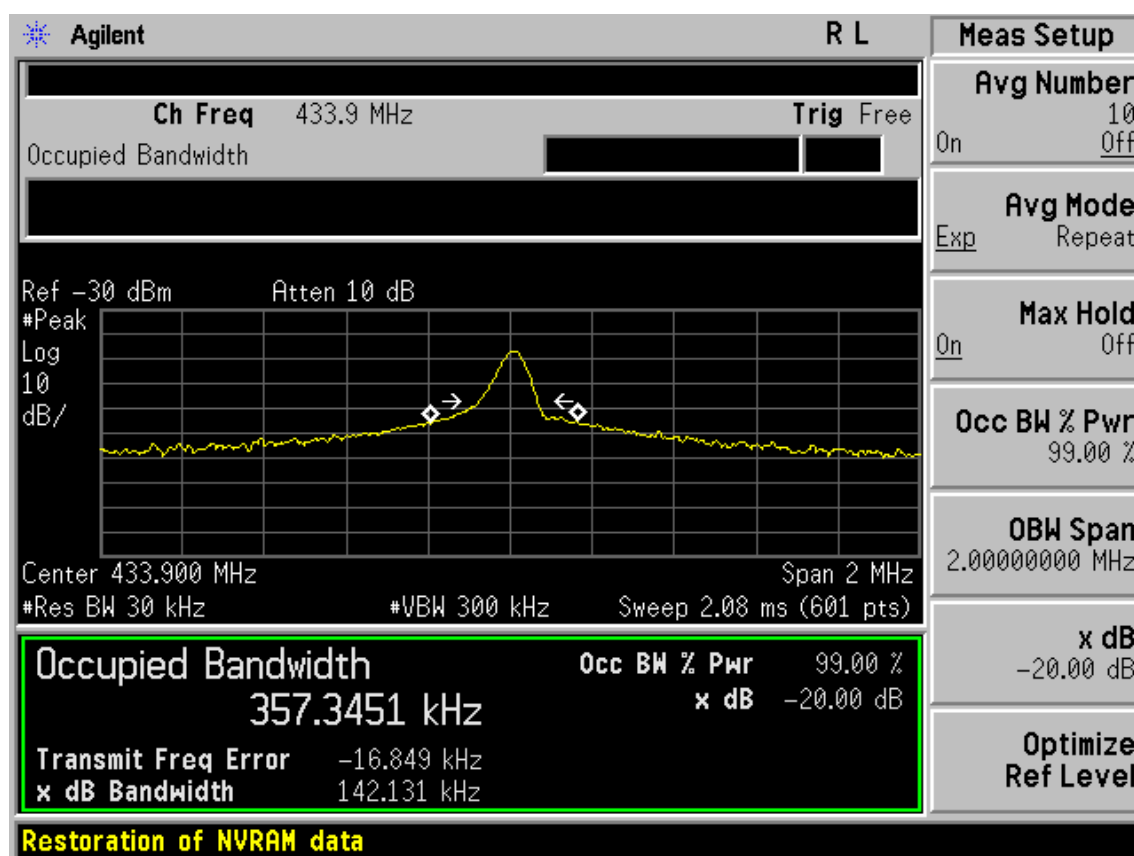 Agilent R L
Ch Freq 433.9 MHz Trig Free
Occupied Bandwidth
Ref -30 dBm Atten 10 dB
#Peak
Log
10
dB/
Center 433.900 MHz Span 2 MHz
#Res BW 30 kHz #VBW 300 kHz Sweep 2.08 ms (601 pts)
Occupied Bandwidth Occ BW % Pwr 99.00 %
357.3451 kHz x dB -20.00 dB
Transmit Freq Error -16.849 kHz
x dB Bandwidth 142.131 kHz
Restoration of NVRAM data
Meas Setup
Avg Number
10
On Off
Avg Mode
Exp Repeat
Max Hold
On Off
Occ BW % Pwr
99.00 %
OBW Span
2.00000000 MHz
x dB
-20.00 dB
Optimize
Ref Level